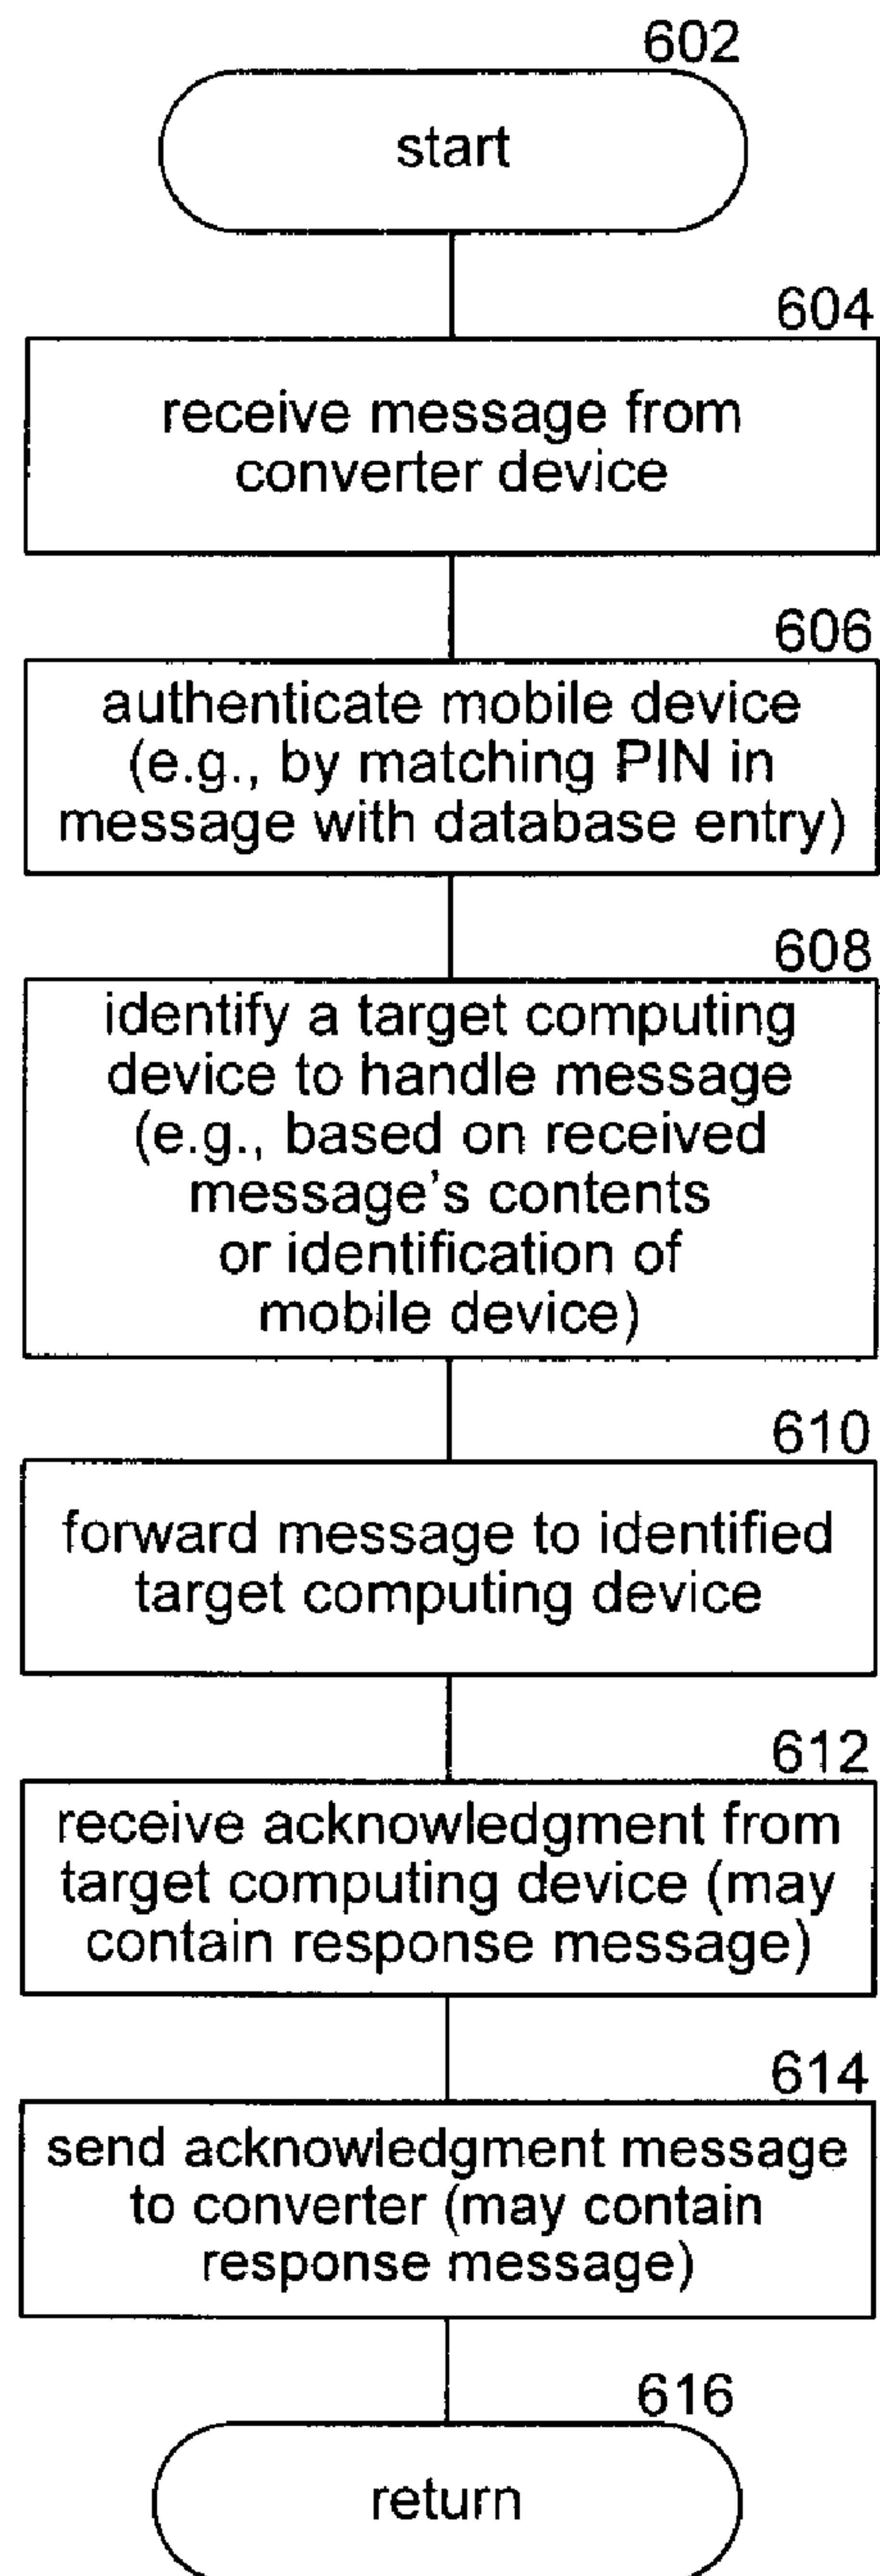 602
start
604
receive message from
converter device
606
authenticate mobile device
(e.g., by matching PIN in
message with database entry)
608
identify a target computing
device to handle message
(e.g., based on received
message's contents
or identification of
mobile device)
610
forward message to identified
target computing device
612
receive acknowledgment from
target computing device (may
contain response message)
614
send acknowledgment message
to converter (may contain
response message)
616
return